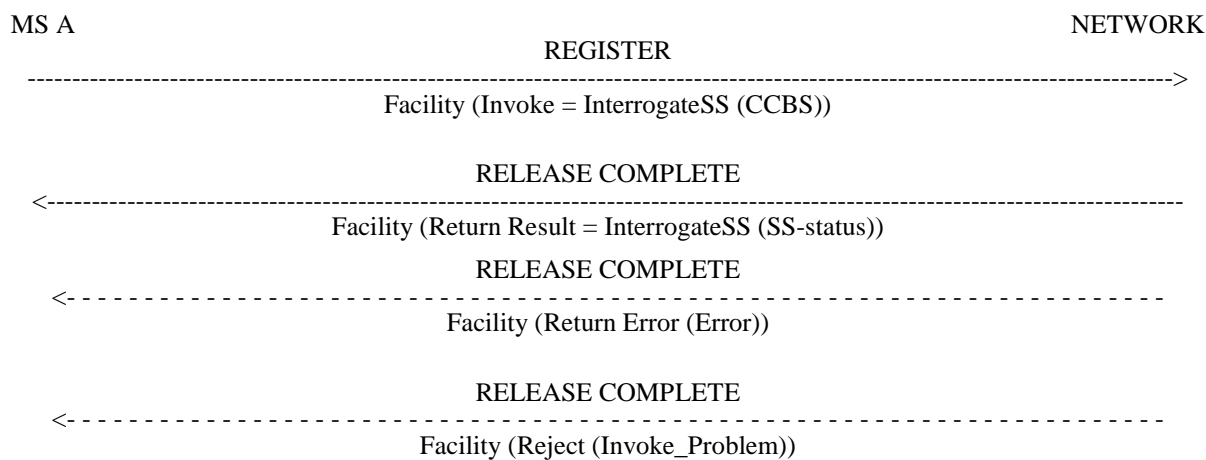 MS A NETWORK
REGISTER
Facility (Invoke = InterrogateSS (CCBS))
RELEASE COMPLETE
Facility (Return Result = InterrogateSS (SS-status))
RELEASE COMPLETE
Facility (Return Error (Error))
RELEASE COMPLETE
Facility (Reject (Invoke_Problem))